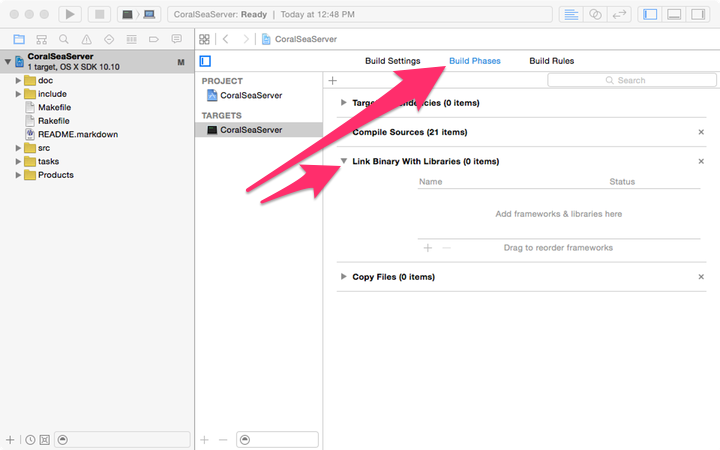 CoralSeaServer: Ready | Today at 12:48 PM
CoralSeaServer
CoralSeaServer
1 target, OS X SDK 10.10
M
doc
include
Makefile
Rakefile
README.markdown
src
tasks
Products
Build Settings
Build Phases
Build Rules
PROJECT
CoralSeaServer
TARGETS
CoralSeaServer
Search
Target Dependencies (0 items)
Compile Sources (21 items)
Link Binary With Libraries (0 items)
Name
Status
Add frameworks & libraries here
Drag to reorder frameworks
Copy Files (0 items)